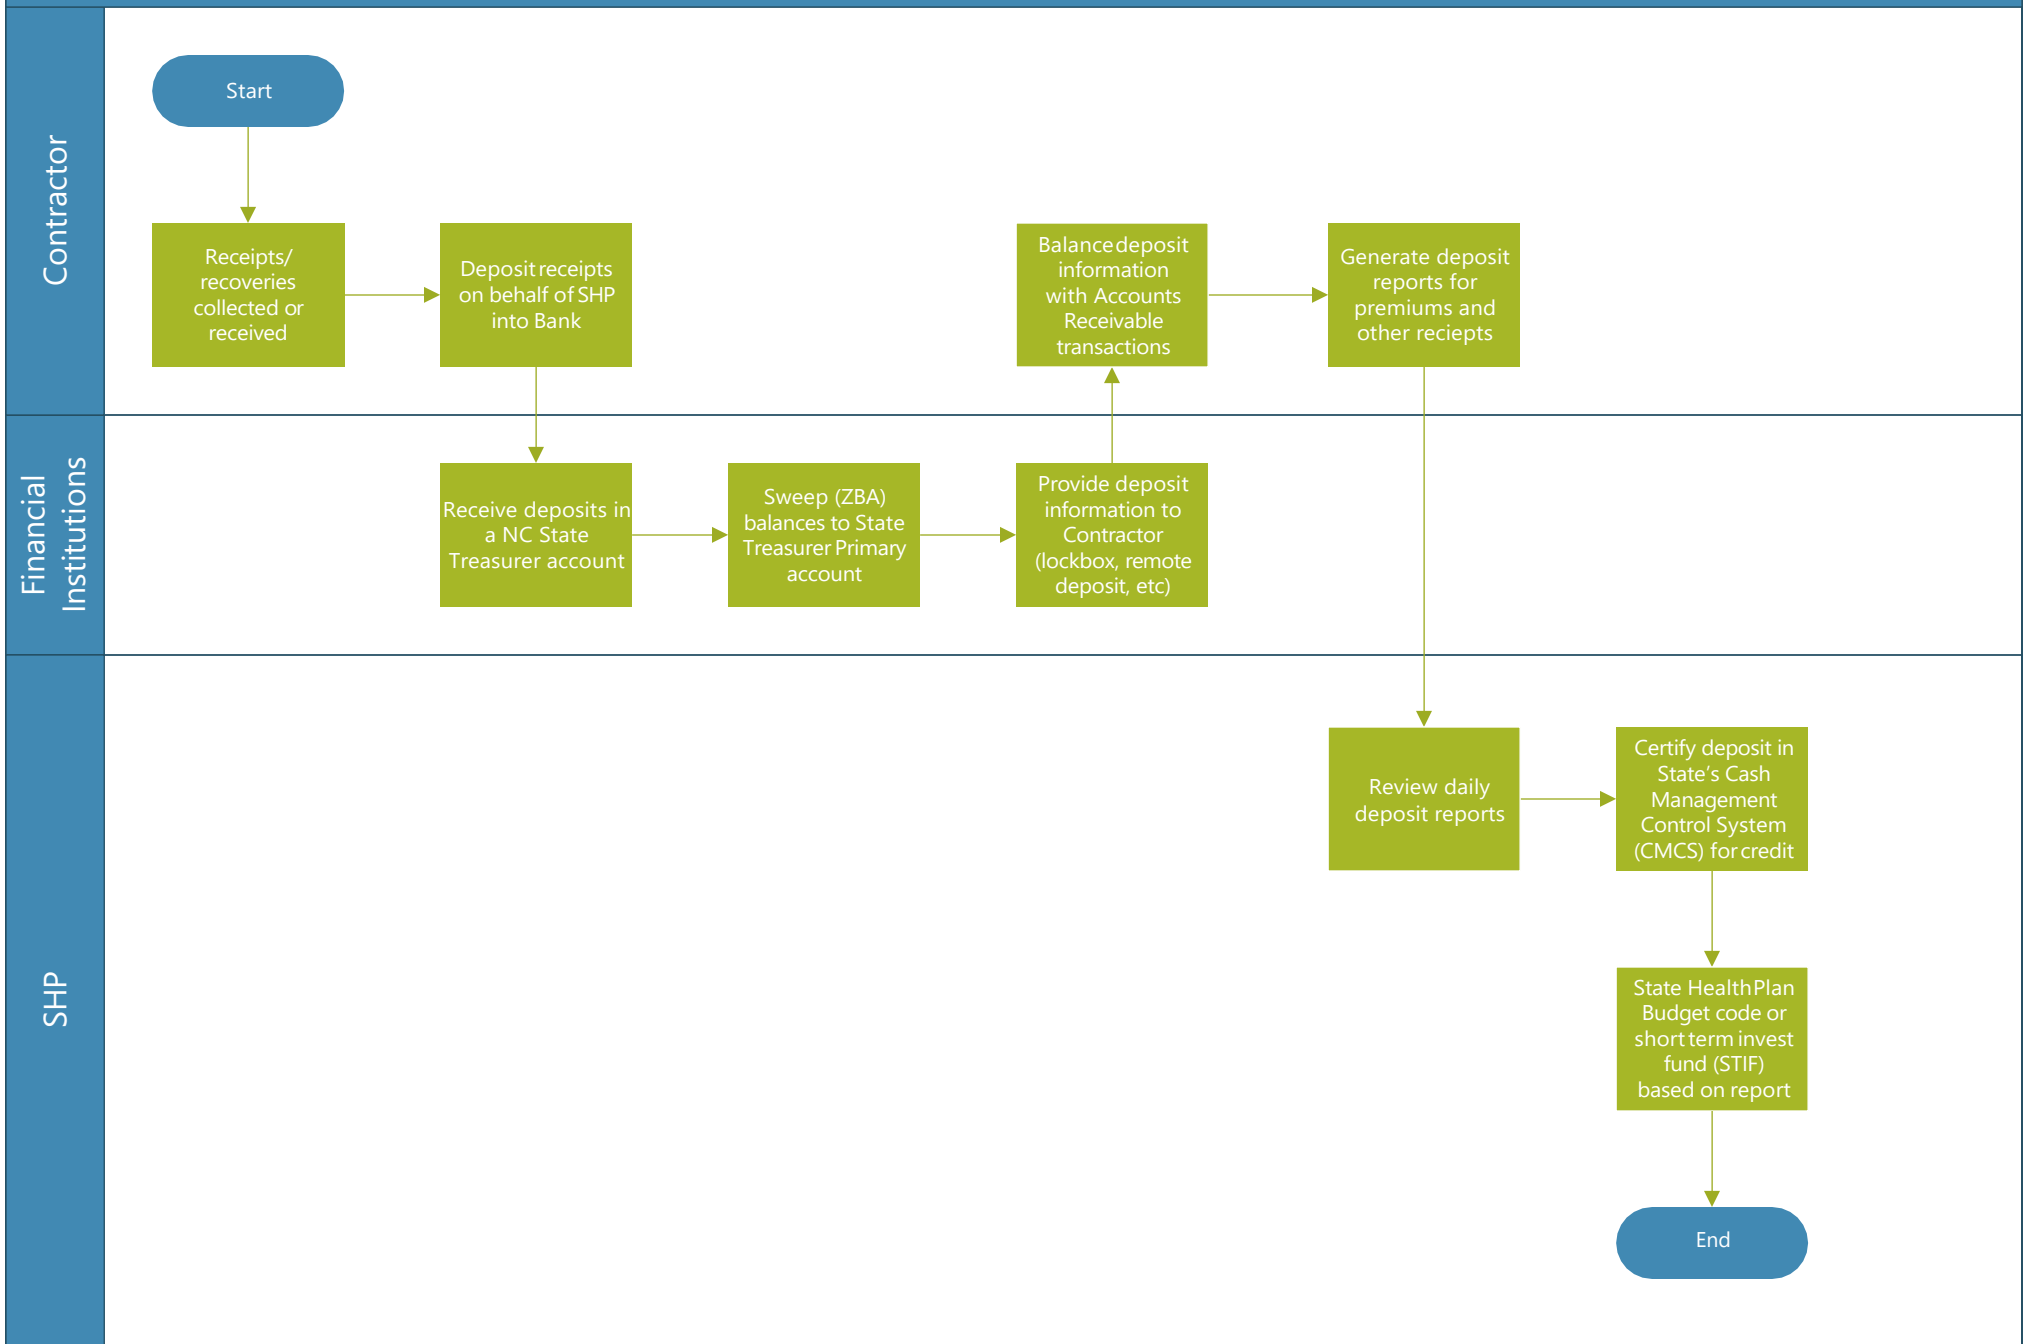 Contractor
Start
Receipts/
recoveries
collected or
received
Deposit receipts
on behalf of SHP
into Bank
Balance deposit
information
with Accounts
Receivable
transactions
Generate deposit
reports for
premiums and
other reciepts
Financial
Institutions
Receive deposits in
a NC State
Treasurer account
Sweep (ZBA)
balances to State
Treasurer Primary
account
Provide deposit
information to
Contractor
(lockbox, remote
deposit, etc)
SHP
Review daily
deposit reports
Certify deposit in
State’s Cash
Management
Control System
(CMCS) for credit
State Health Plan
Budget code or
short term invest
fund (STIF)
based on report
End